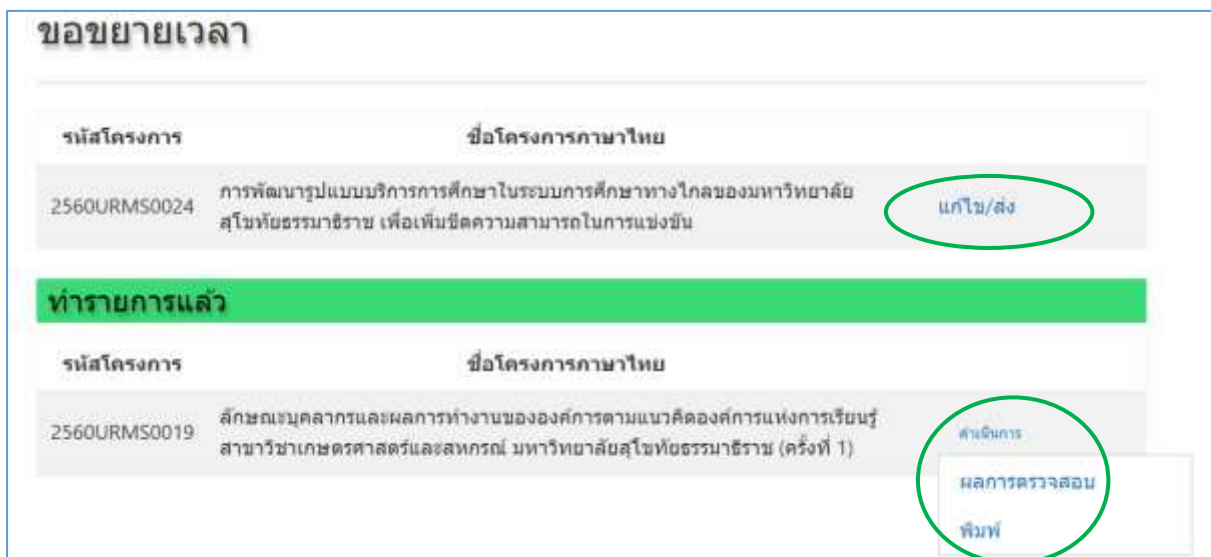 ขอขยายเวลา
รหัสโครงการ ชื่อโครงการภาษาไทย
2560URMS0024 การพัฒนารูปแบบบริการการศึกษาในระบบการศึกษาทางไกลของมหาวิทยาลัย
สุโขทัยธรรมาธิราช เพื่อเพิ่มขีดความสามารถในการแข่งขัน
แก้ไข/ส่ง
ทำรายการแล้ว
รหัสโครงการ ชื่อโครงการภาษาไทย
2560URMS0019 ลักษณะบุคลากรและผลการทำงานขององค์การตามแนวคิดองค์การแห่งการเรียนรู้
สาขาวิชาเกษตรศาสตร์และสหกรณ์ มหาวิทยาลัยสุโขทัยธรรมาธิราช (ครั้งที่ 1)
ดำเนินการ
ผลการตรวจสอบ
พิมพ์